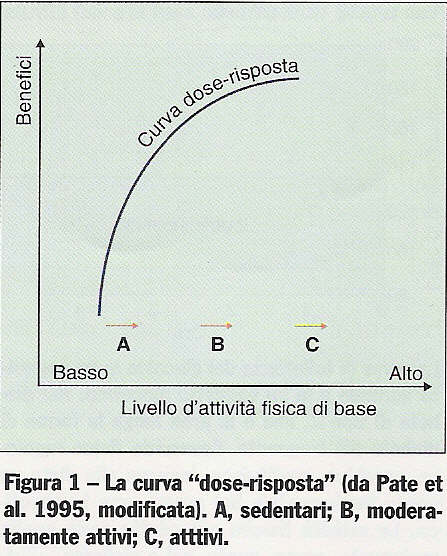 Benefici
Curva dose-risposta
A
B
C
Basso
Alto
Livello d'attività fisica di base
Figura 1 – La curva “dose-risposta” (da Pate et
al. 1995, modificata). A, sedentari; B, modera-
tamente attivi; C, atttivi.